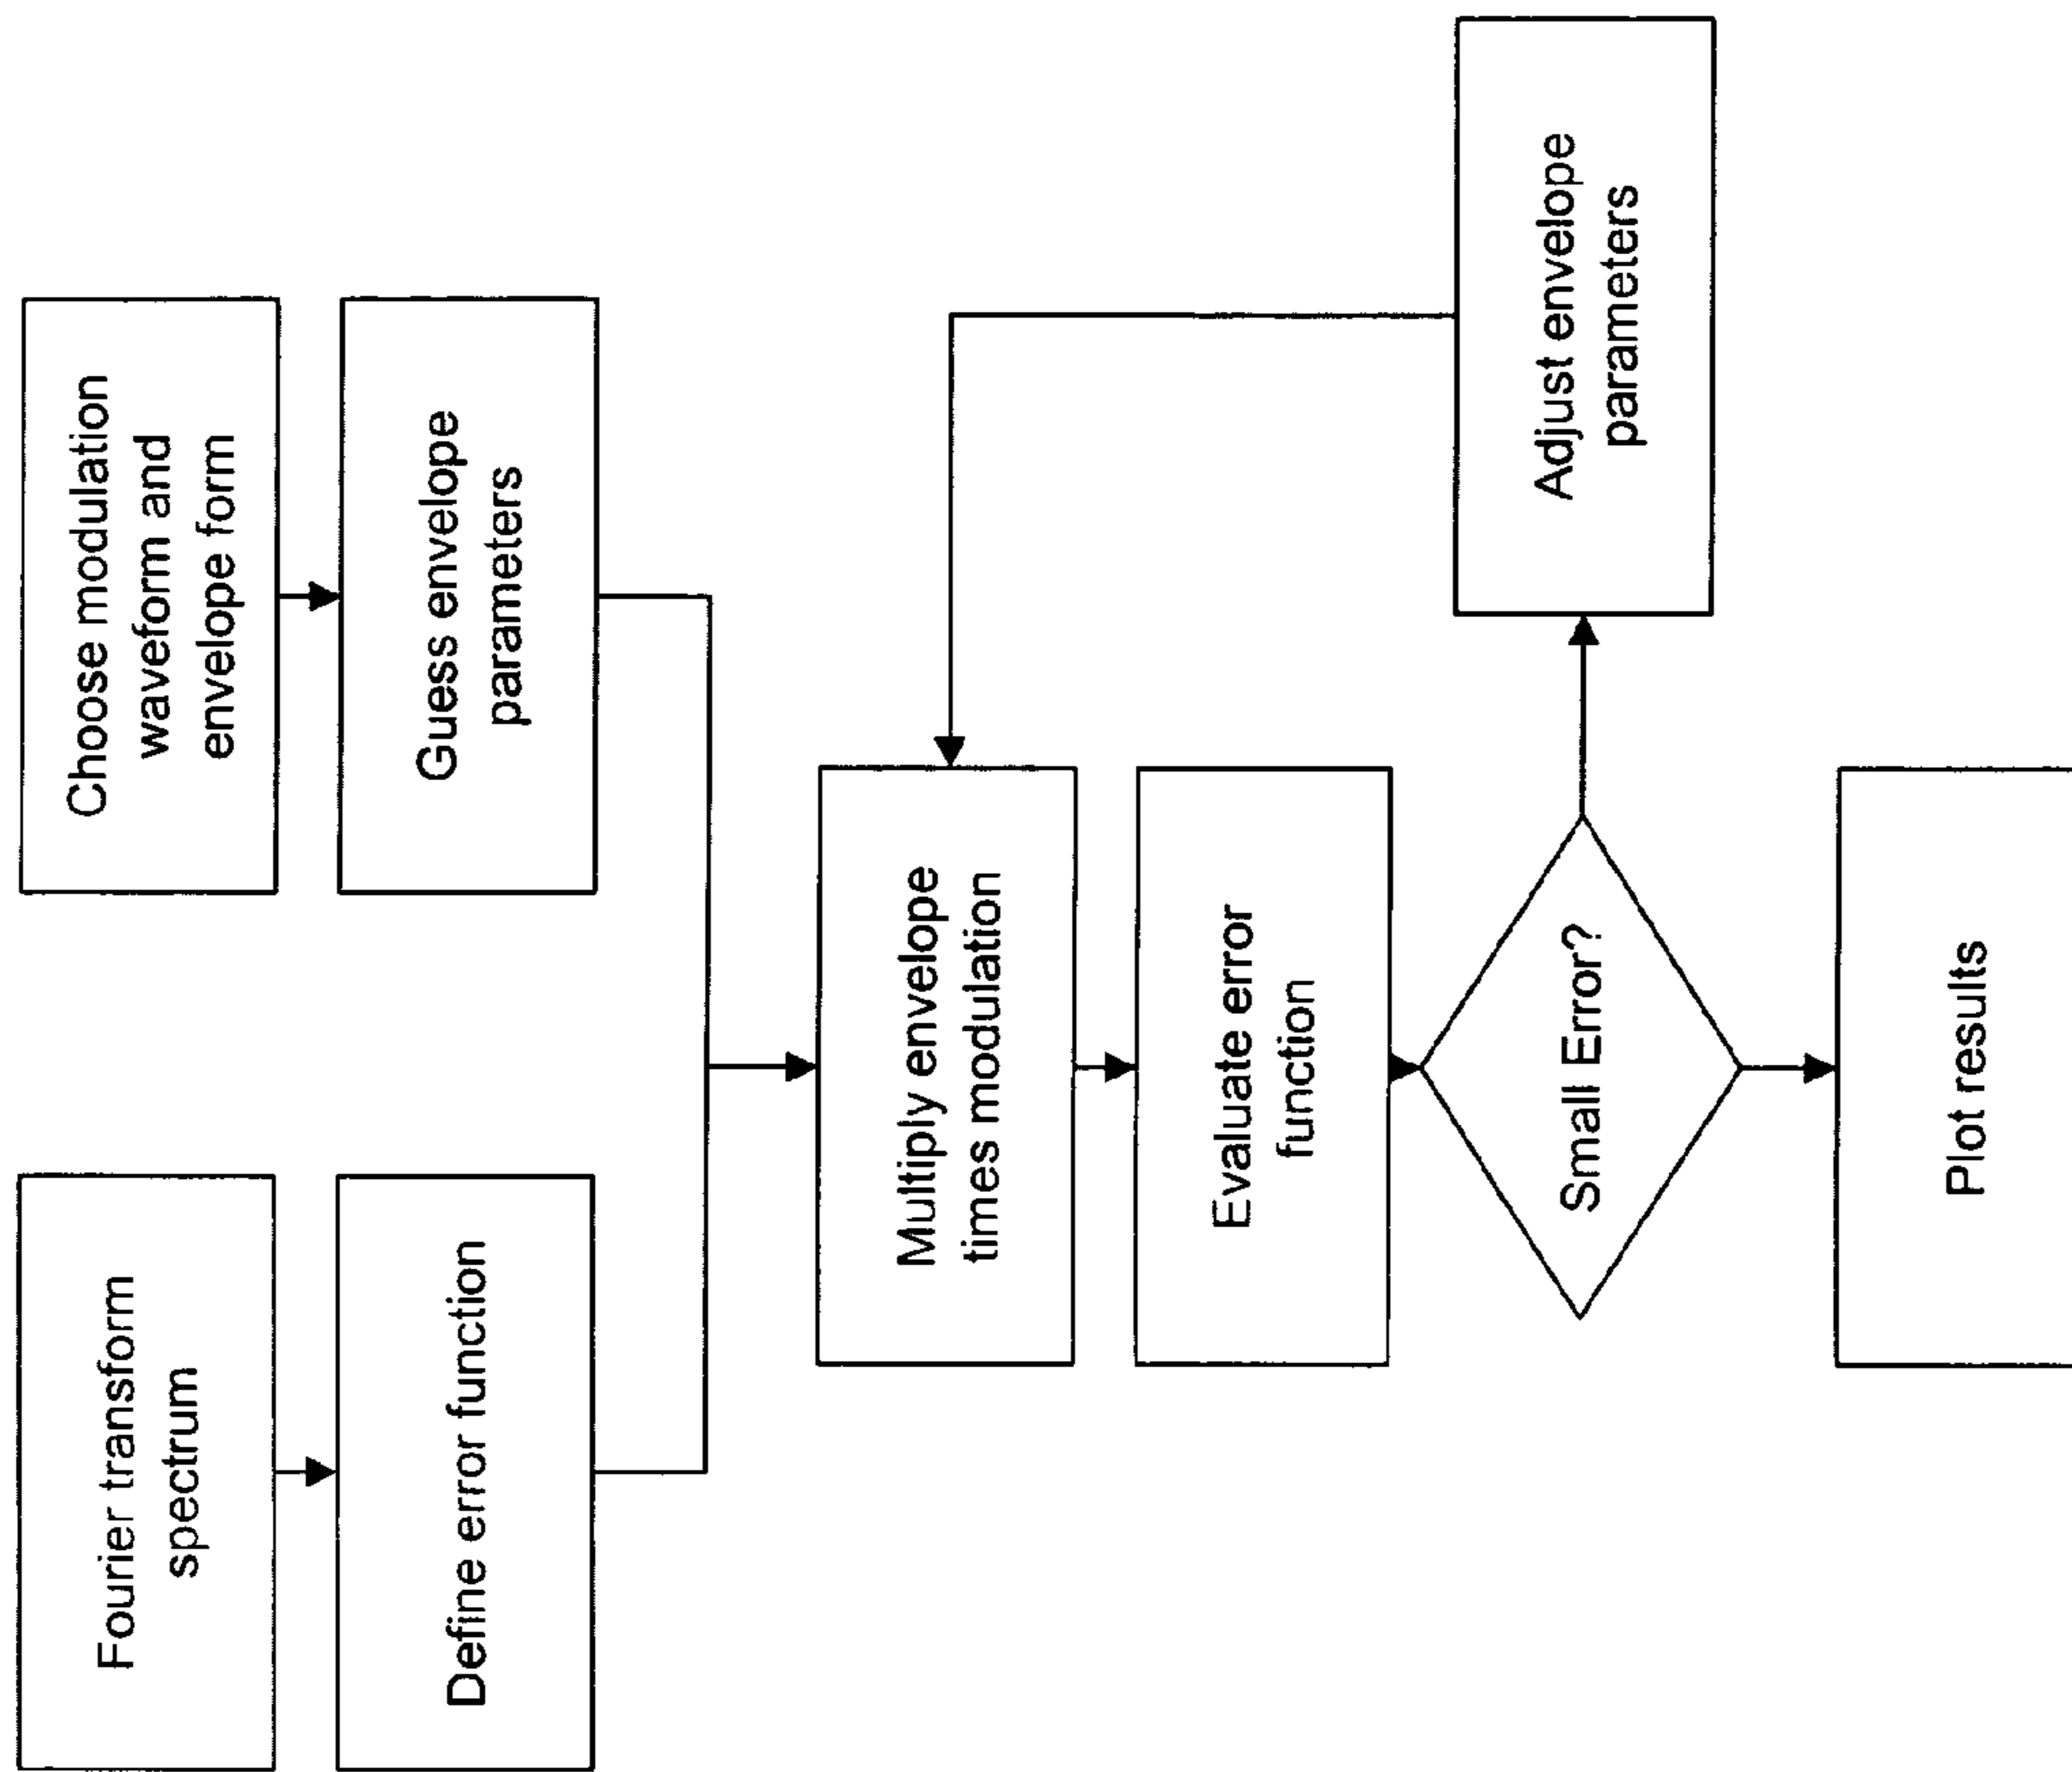 Fourier transform
spectrum
Define error function
Choose modulation
waveform and
envelope form
Guess envelope
parameters
Multiply envelope
times modulation
Evaluate error
function
Small Error?
Adjust envelope
parameters
Plot results